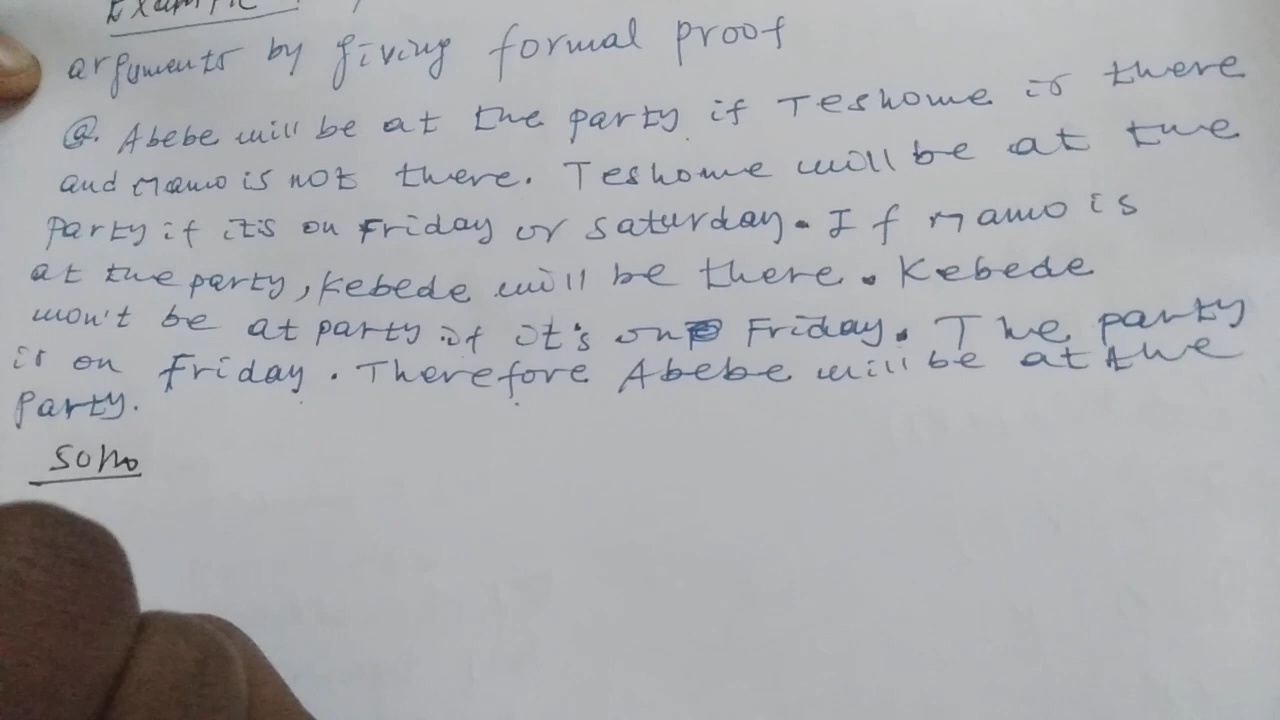 Example
arguments by giving formal proof
@. Abebe will be at the party if Teshome is there
and Mamo is not there. Teshome will be at the
party if it's on Friday or Saturday. If Mamo is
at the party, Kebede will be there. Kebede
won't be at party if it's on Friday. The party
is on Friday. Therefore Abebe will be at the
Party.
Soln